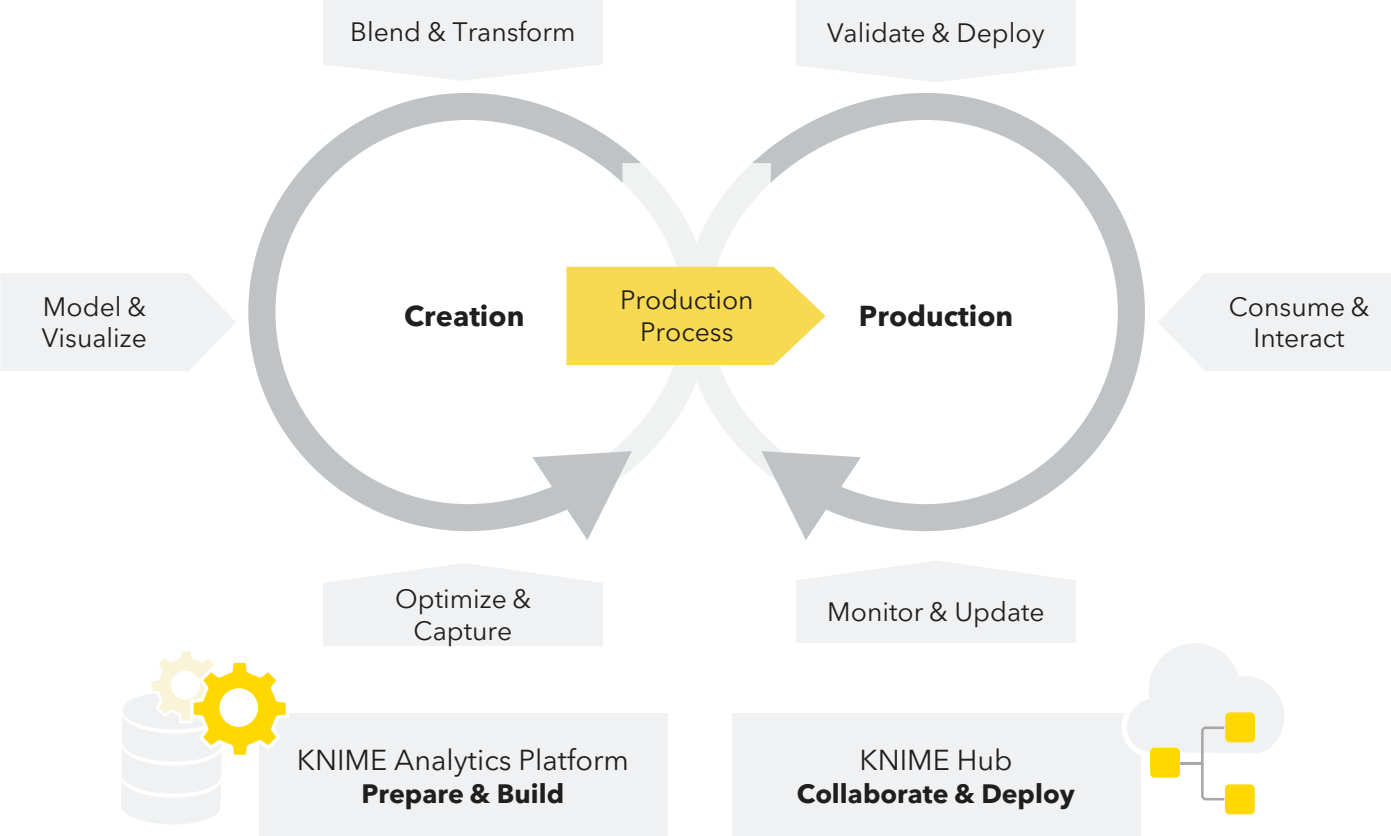 Blend & Transform
Validate & Deploy
Model &
Visualize
Creation
Production
Process
Production
Consume &
Interact
Optimize &
Capture
Monitor & Update
KNIME Analytics Platform
Prepare & Build
KNIME Hub
Collaborate & Deploy